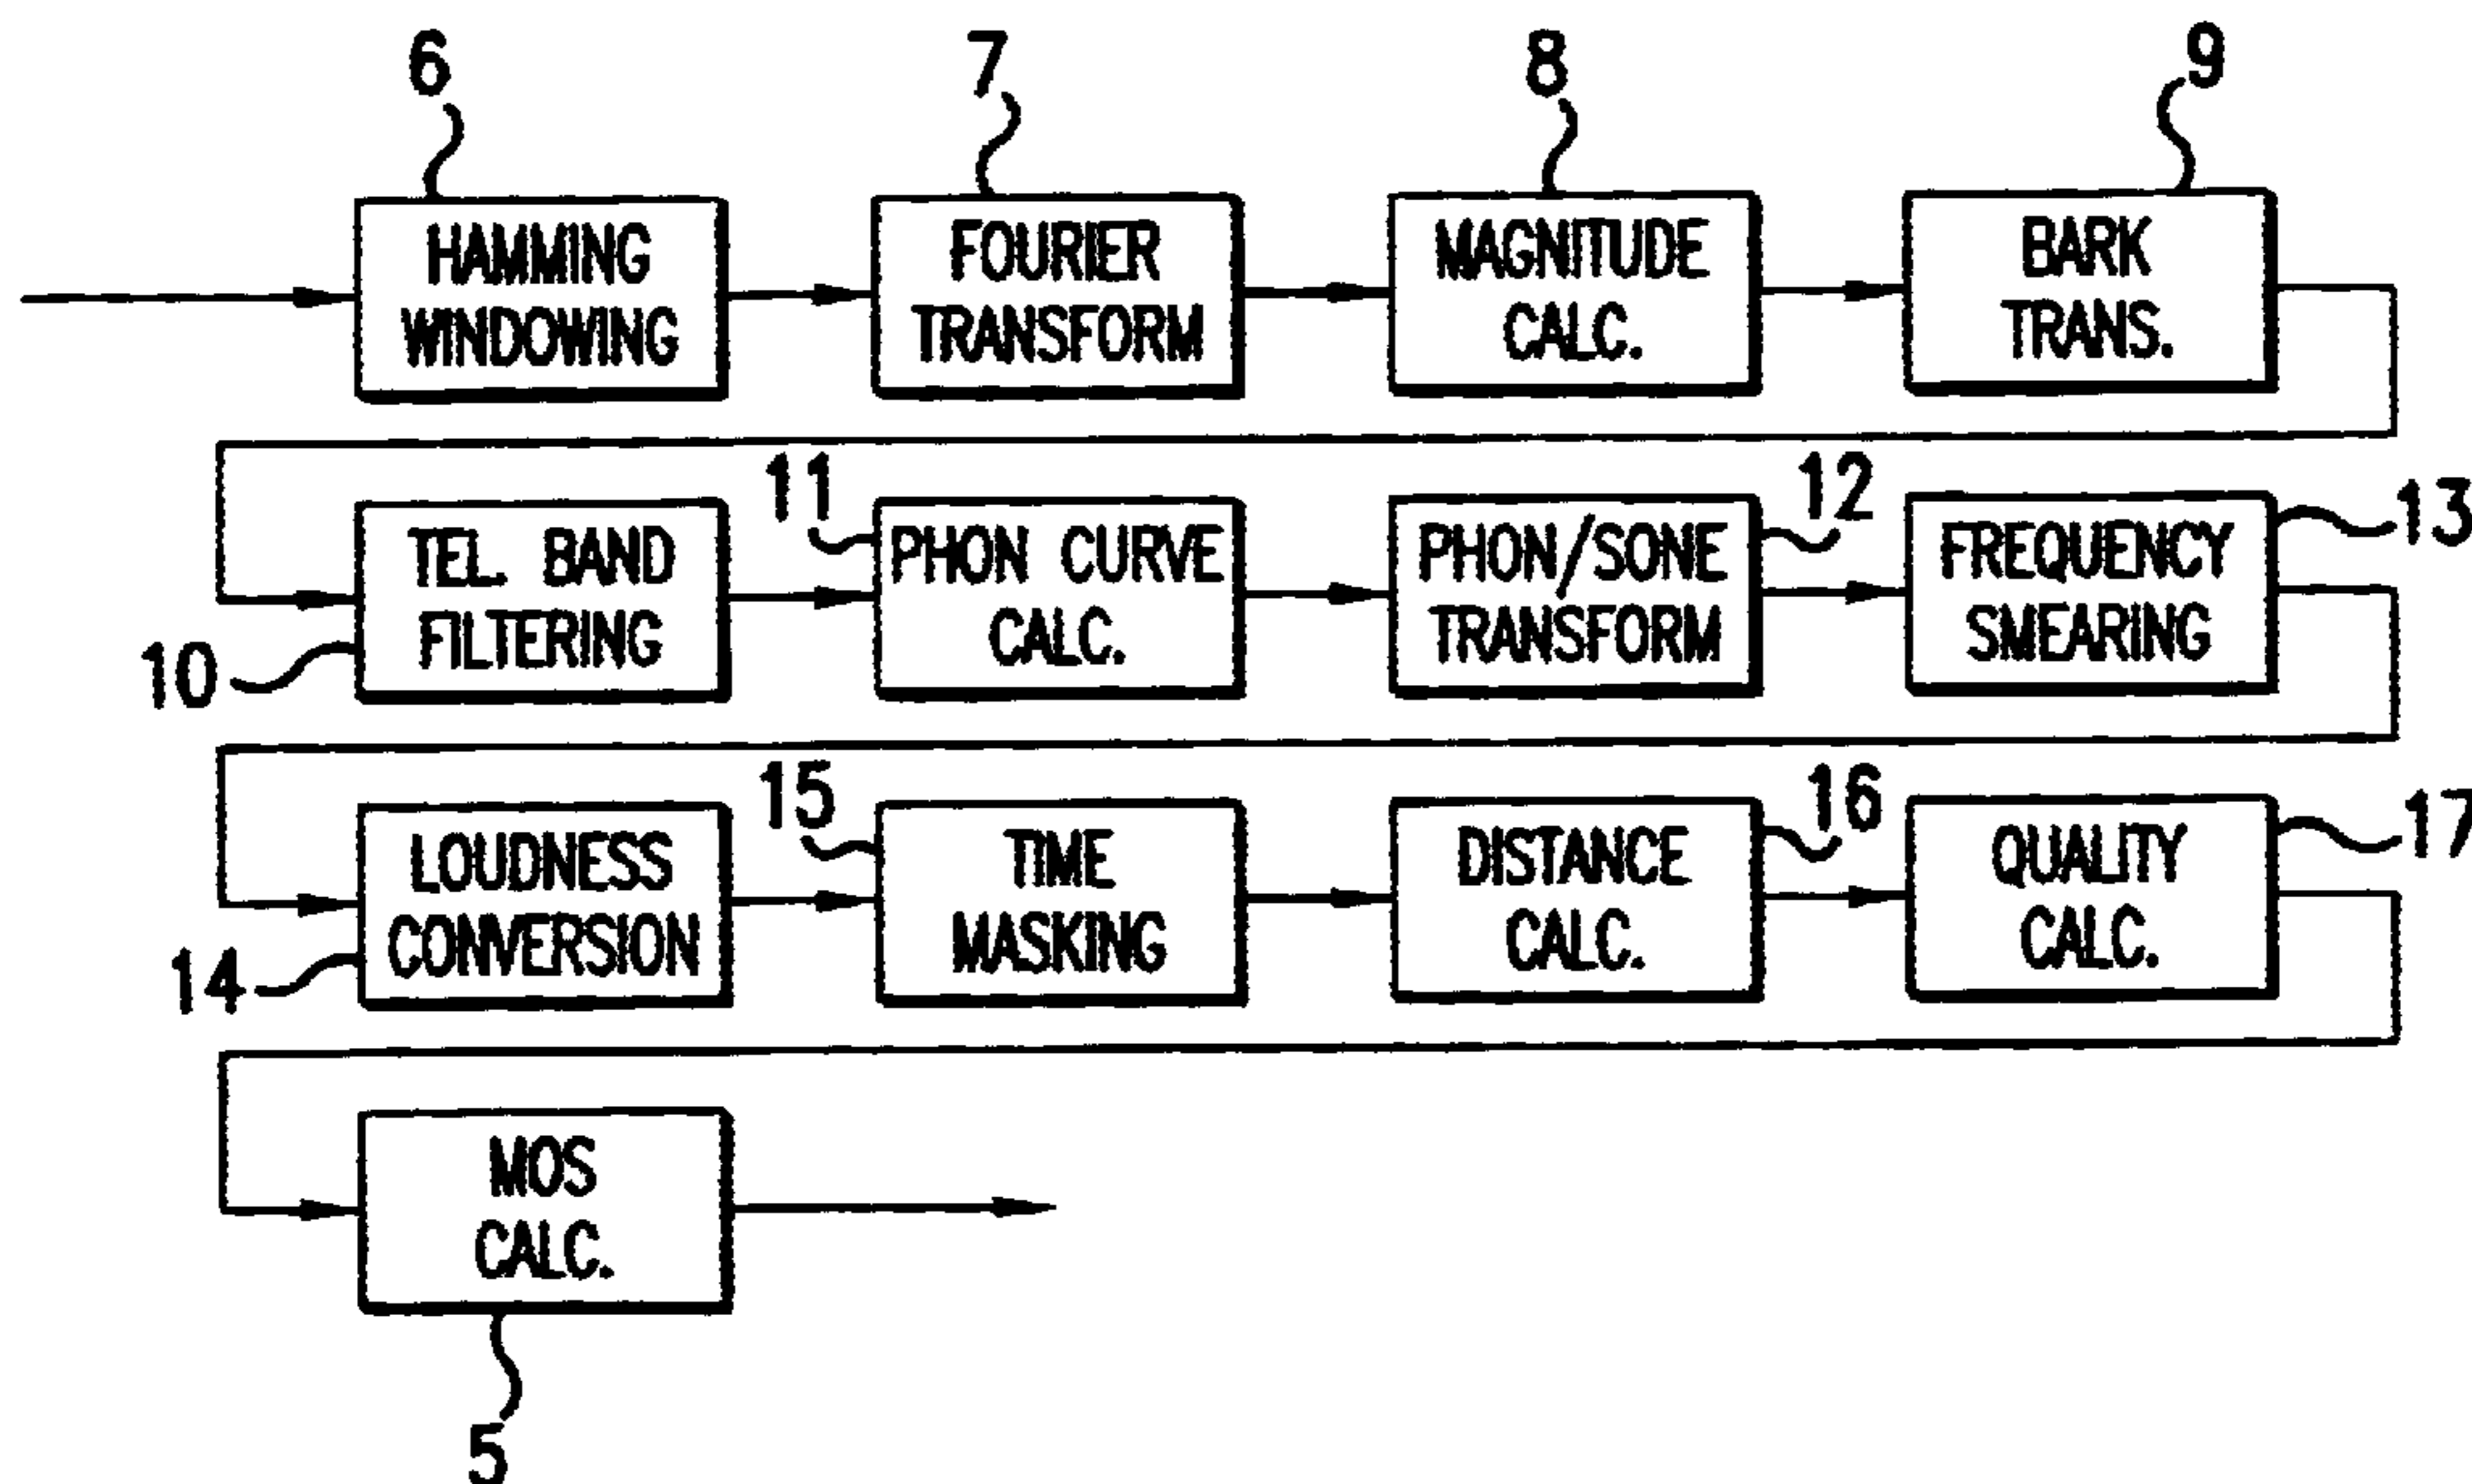 6 7 8 9
HAMMING WINDOWING
FOURIER TRANSFORM
MAGNITUDE CALC.
BARK TRANS.
10
TEL. BAND FILTERING
11
PHON CURVE CALC.
12
PHON/SONE TRANSFORM
13
FREQUENCY SMEARING
14
LOUDNESS CONVERSION
15
TIME MASKING
16
DISTANCE CALC.
17
QUALITY CALC.
MOS CALC.
5